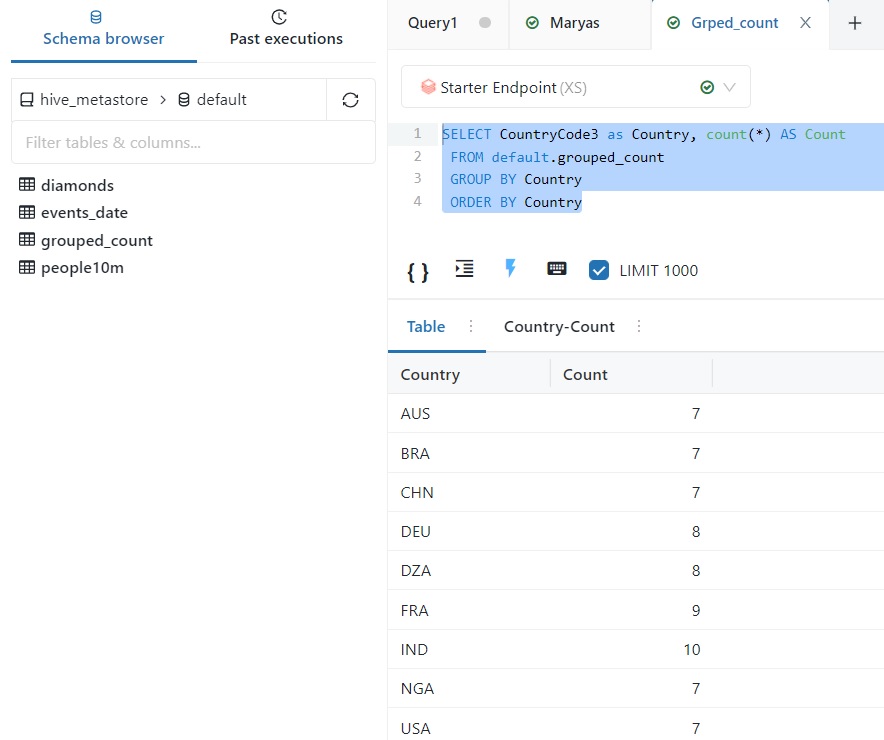 Schema browser
Past executions
hive_metastore > default
Filter tables & columns...
diamonds
events_date
grouped_count
people10m
Query1
Maryas
Grped_count X +
Starter Endpoint (XS)
1 SELECT CountryCode3 as Country, count(*) AS Count
2 FROM default.grouped_count
3 GROUP BY Country
4 ORDER BY Country
{ } LIMIT 1000
Table
Country-Count
Country Count
AUS 7
BRA 7
CHN 7
DEU 8
DZA 8
FRA 9
IND 10
NGA 7
USA 7